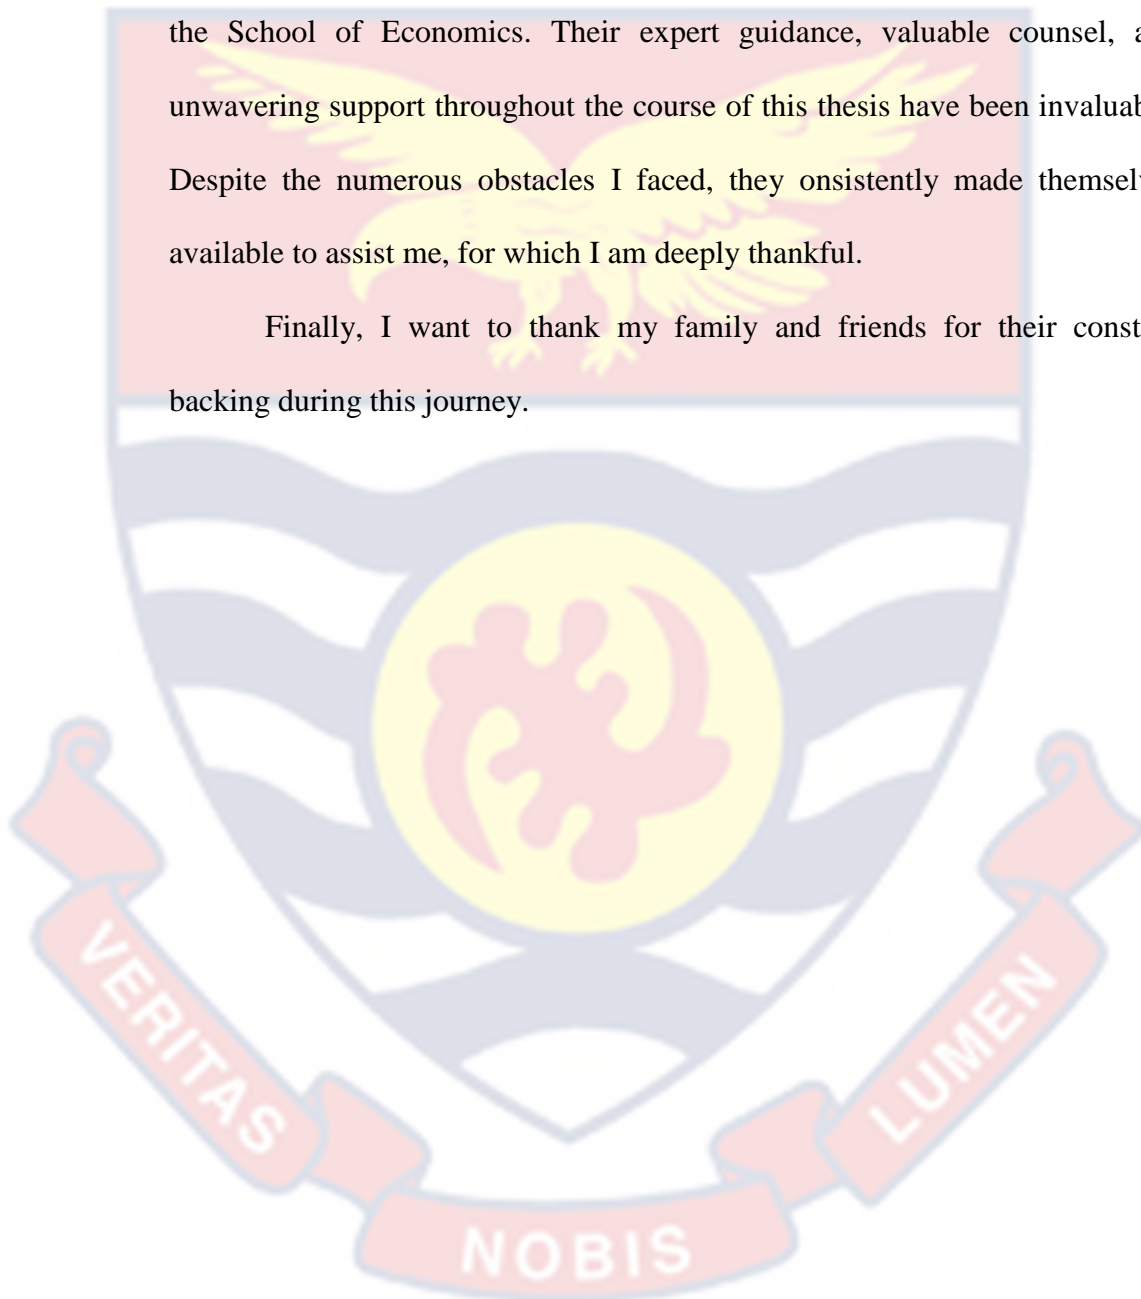 the School of Economics. Their expert guidance, valuable counsel, a
unwavering support throughout the course of this thesis have been invaluab
Despite the numerous obstacles I faced, they onsistently made themselv
available to assist me, for which I am deeply thankful.
Finally, I want to thank my family and friends for their const
backing during this journey.
VERITAS
NOBIS
LUMEN